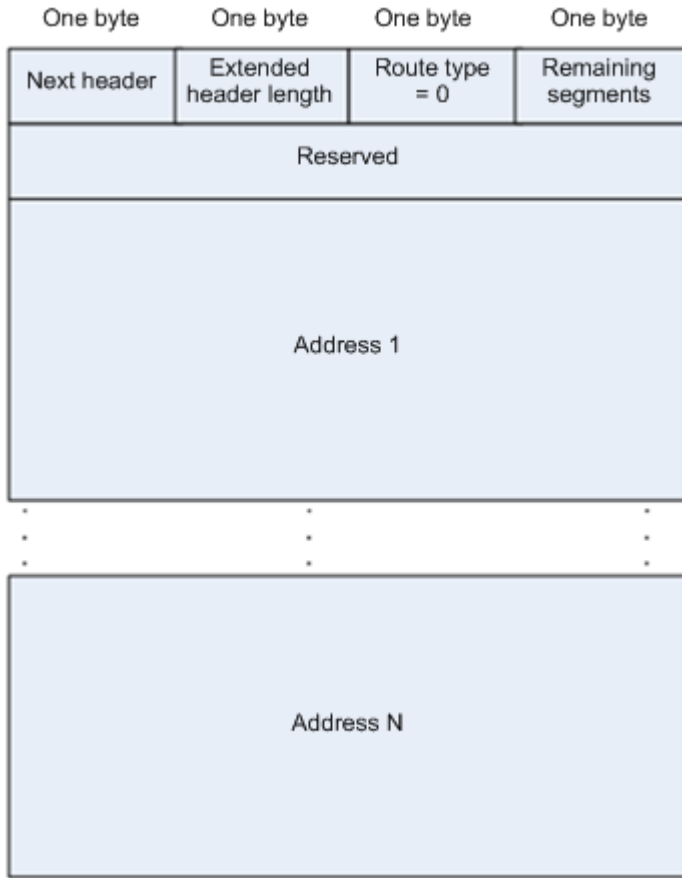 One byte One byte One byte One byte
Next header Extended header length Route type = 0 Remaining segments
Reserved
Address 1
Address N